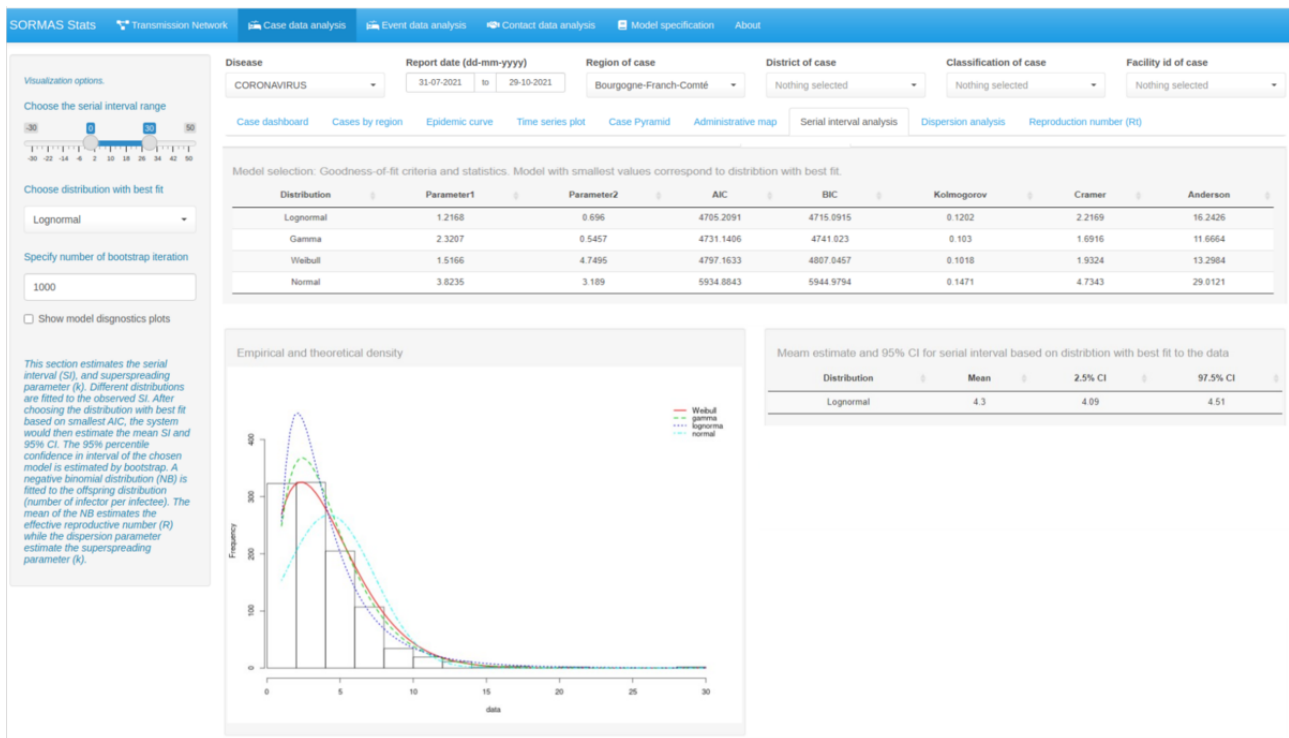 SORMAS Stats Transmission Network Case data analysis Event data analysis Contact data analysis Model specification About
Visualization options.
Choose the serial interval range
-30 0 30 50
-30 -22 -14 -6 2 10 18 26 34 42 50
Choose distribution with best fit
Lognormal
Specify number of bootstrap iteration
1000
Show model disgnostics plots
This section estimates the serial
interval (SI), and superspreading
parameter (k). Different distributions
are fitted to the observed SI. After
choosing the distribution with best fit
based on smallest AIC, the system
would then estimate the mean SI and
95% CI. The 95% percentile
confidence in interval of the chosen
model is estimated by bootstrap. A
negative binomial distribution (NB) is
fitted to the offspring distribution
(number of infector per infectee). The
mean of the NB estimates the
effective reproductive number (R)
while the dispersion parameter
estimate the superspreading
parameter (k).
Disease Report date (dd-mm-yyyy) Region of case District of case Classification of case Facility id of case
CORONAVIRUS 31-07-2021 to 29-10-2021 Bourgogne-Franch-Comté Nothing selected Nothing selected Nothing selected
Case dashboard Cases by region Epidemic curve Time series plot Case Pyramid Administrative map Serial interval analysis Dispersion analysis Reproduction number (Rt)
Medel selection: Goodness-of-fit criteria and statistics. Model with smallest values correspond to distribtion with best fit.
Distribution Parameter1 Parameter2 AIC BIC Kolmogorov Cramer Anderson
Lognormal 1.2168 0.696 4705.2091 4715.0915 0.1202 2.2169 16.2426
Gamma 2.3207 0.5457 4731.1406 4741.023 0.103 1.6916 11.6664
Weibull 1.5166 4.7495 4797.1633 4807.0457 0.1018 1.9324 13.2984
Normal 3.8235 3.189 5934.8843 5944.9794 0.1471 4.7343 29.0121
Empirical and theoretical density
Weibull
gamma
lognorma
normal
400
300
200
100
0
Frequency
0 5 10 15 20 25 30
data
Meam estimate and 95% CI for serial interval based on distribtion with best fit to the data
Distribution Mean 2.5% CI 97.5% CI
Lognormal 4.3 4.09 4.51